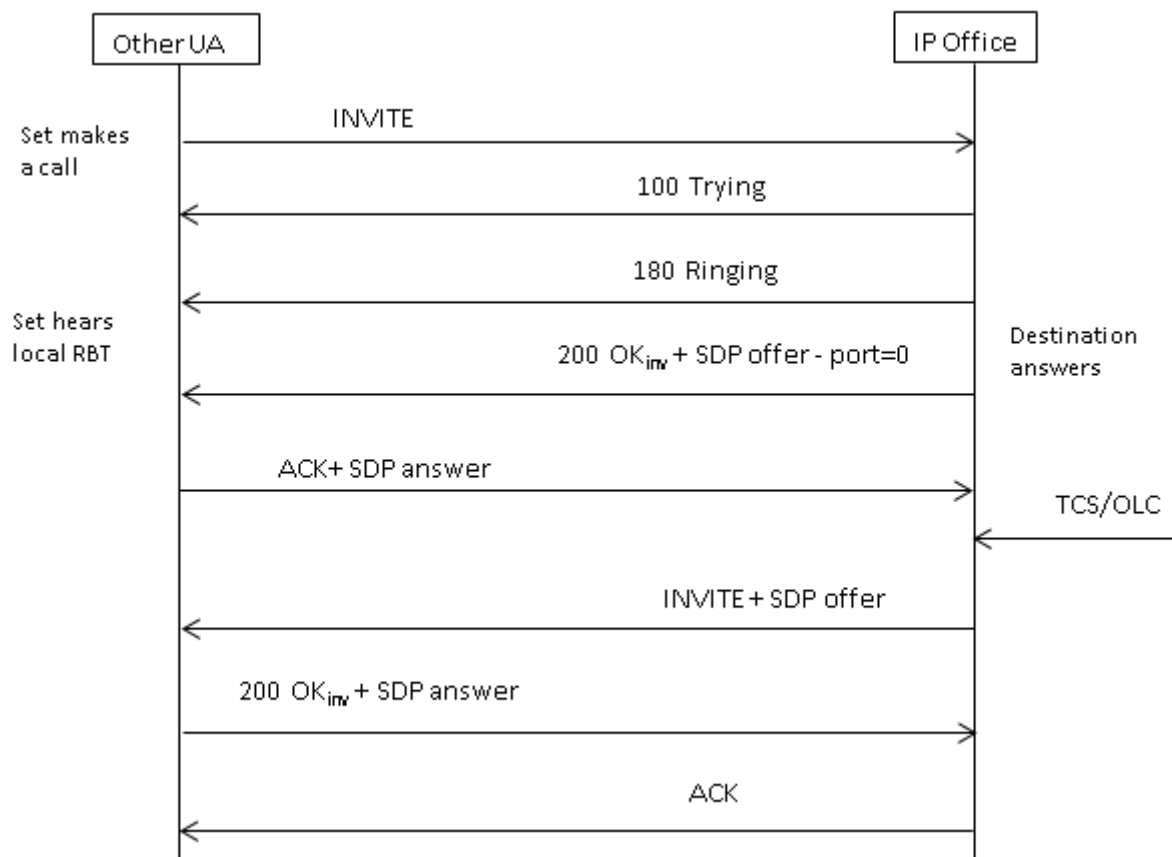 Other UA
IP Office
INVITE
Set makes
a call
100 Trying
180 Ringing
Set hears
local RBT
200 OKinv + SDP offer - port=0
Destination
answers
ACK+ SDP answer
TCS/OLC
INVITE + SDP offer
200 OKinv + SDP answer
ACK